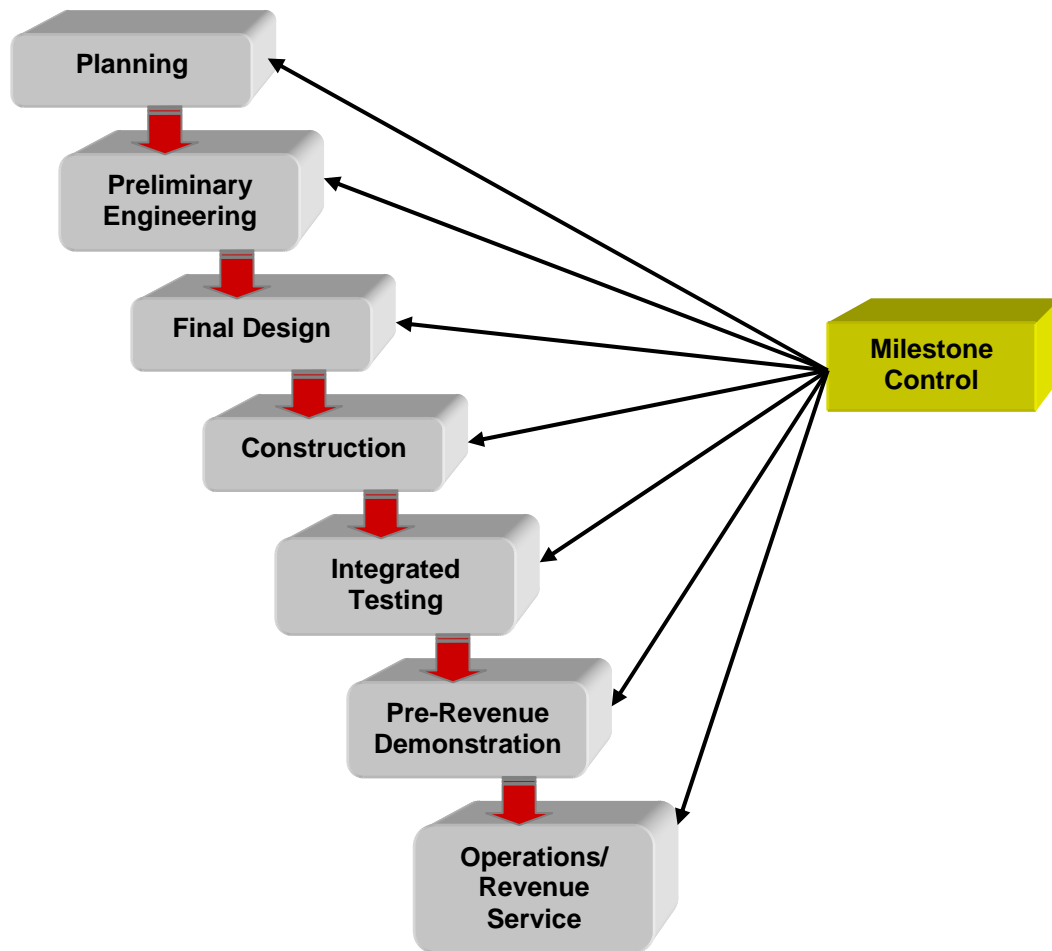 Planning
Preliminary
Engineering
Final Design
Milestone
Control
Construction
Integrated
Testing
Pre-Revenue
Demonstration
Operations/
Revenue
Service